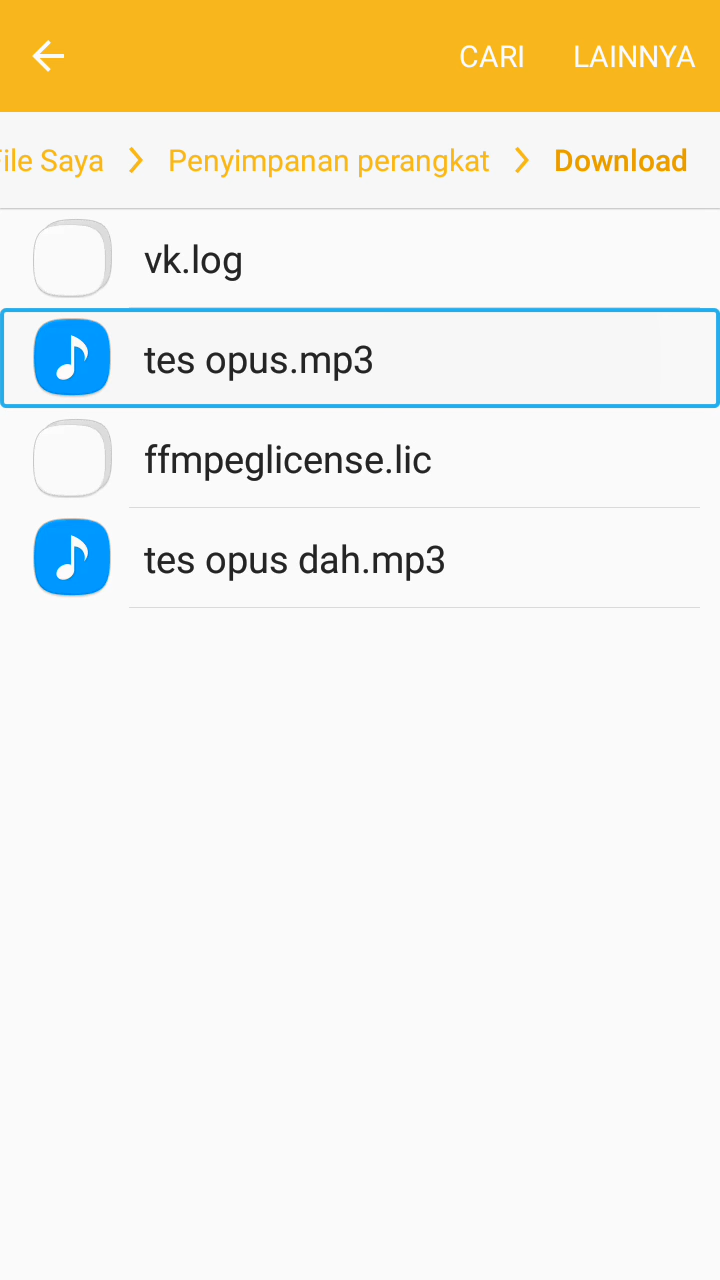 CARI LAINNYA
File Saya > Penyimpanan perangkat > Download
vk.log
tes opus.mp3
ffmpeglicense.lic
tes opus dah.mp3